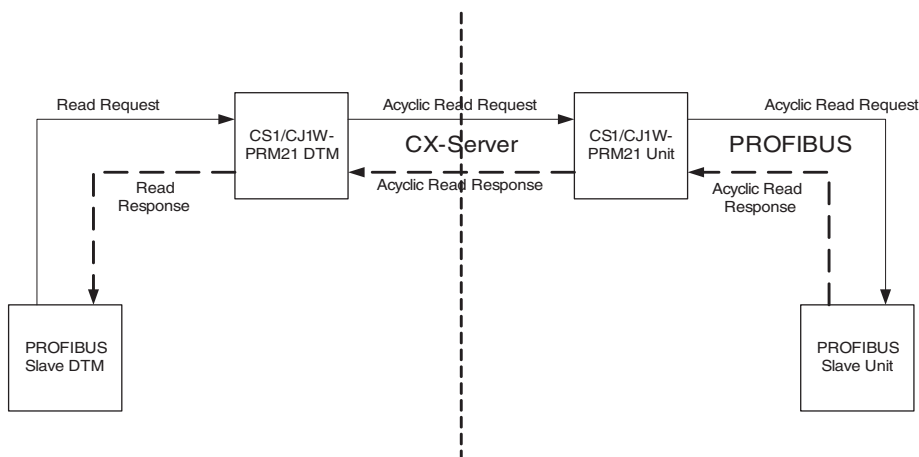 Read Request
CS1/CJ1W-
PRM21 DTM
Acyclic Read Request
CX-Server
Acyclic Read Response
CS1/CJ1W-
PRM21 Unit
Acyclic Read Request
PROFIBUS
Acyclic Read
Response
Read
Response
PROFIBUS
Slave DTM
PROFIBUS
Slave Unit